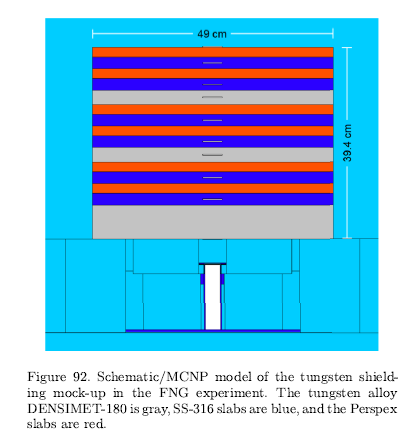 49 cm
39.4 cm
Figure 92. Schematic/MCNP model of the tungsten shield-
ing mock-up in the FNG experiment. The tungsten alloy
DENSIMET-180 is gray, SS-316 slabs are blue, and the Perspex
slabs are red.